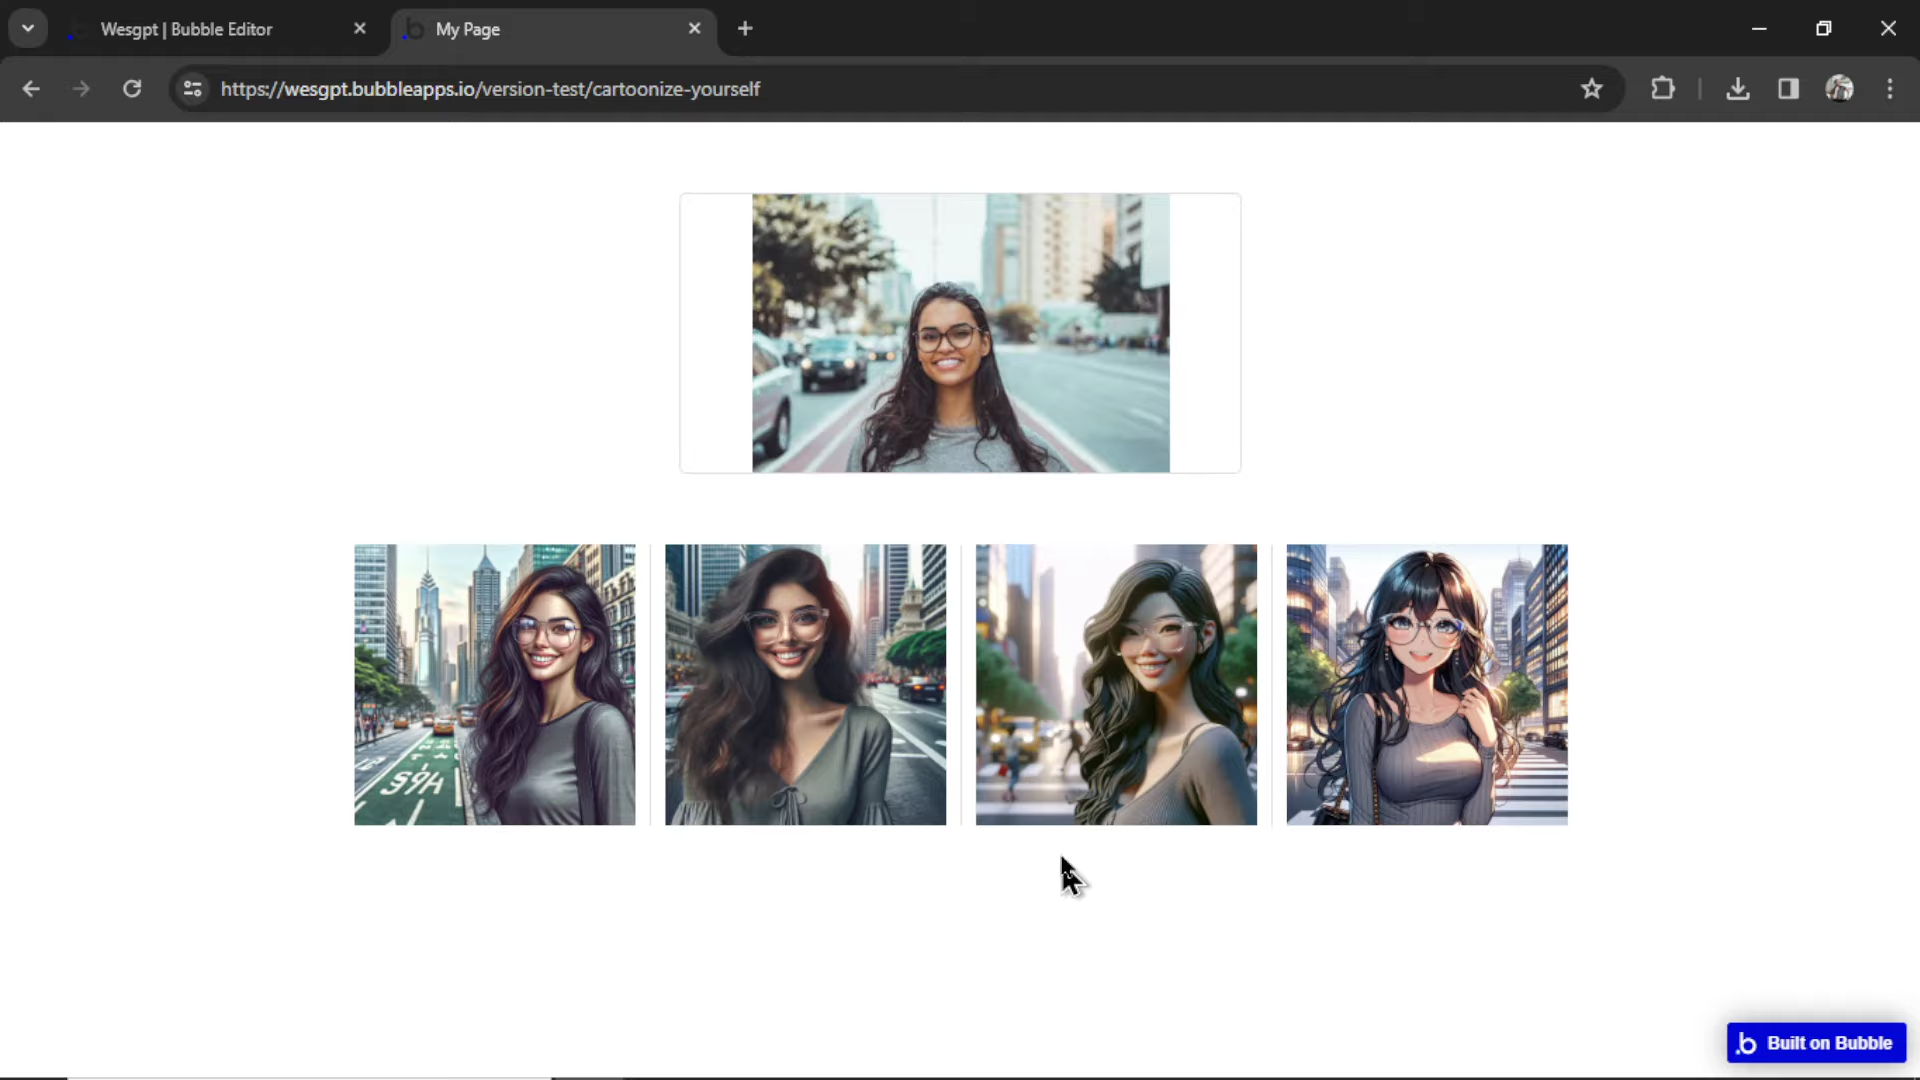 Wesgpt | Bubble Editor
My Page
https://wesgpt.bubbleapps.io/version-test/cartoonize-yourself
Built on Bubble